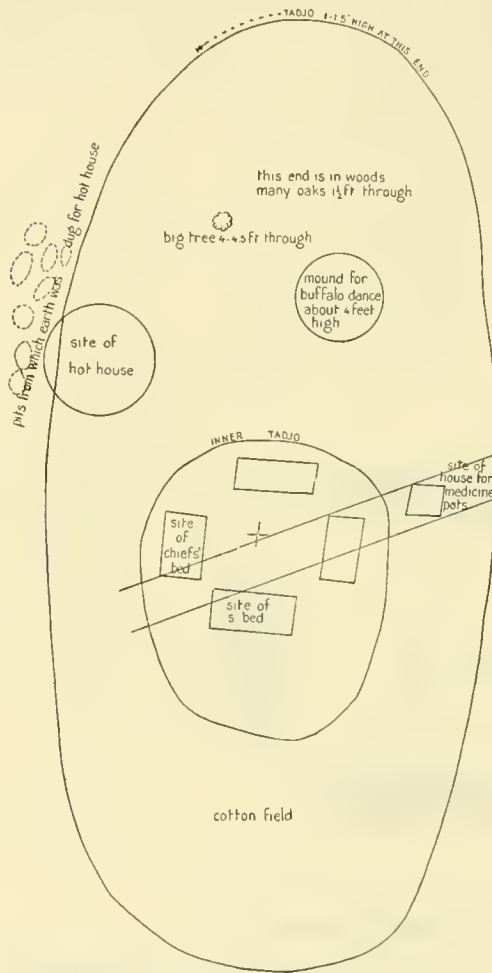 TADJO 1-1.5' HIGH AT THIS END
this end is in woods
many oaks 1½ ft through
big tree 4-4.5 ft through
pits from which earth was dug for hot house
mound for
buffalo dance
about 4 feet
high
site of
hot house
INNER TADJO
site of
house for
medicine
pots
site
of
chiefs'
bed
site of
s bed
cotton field